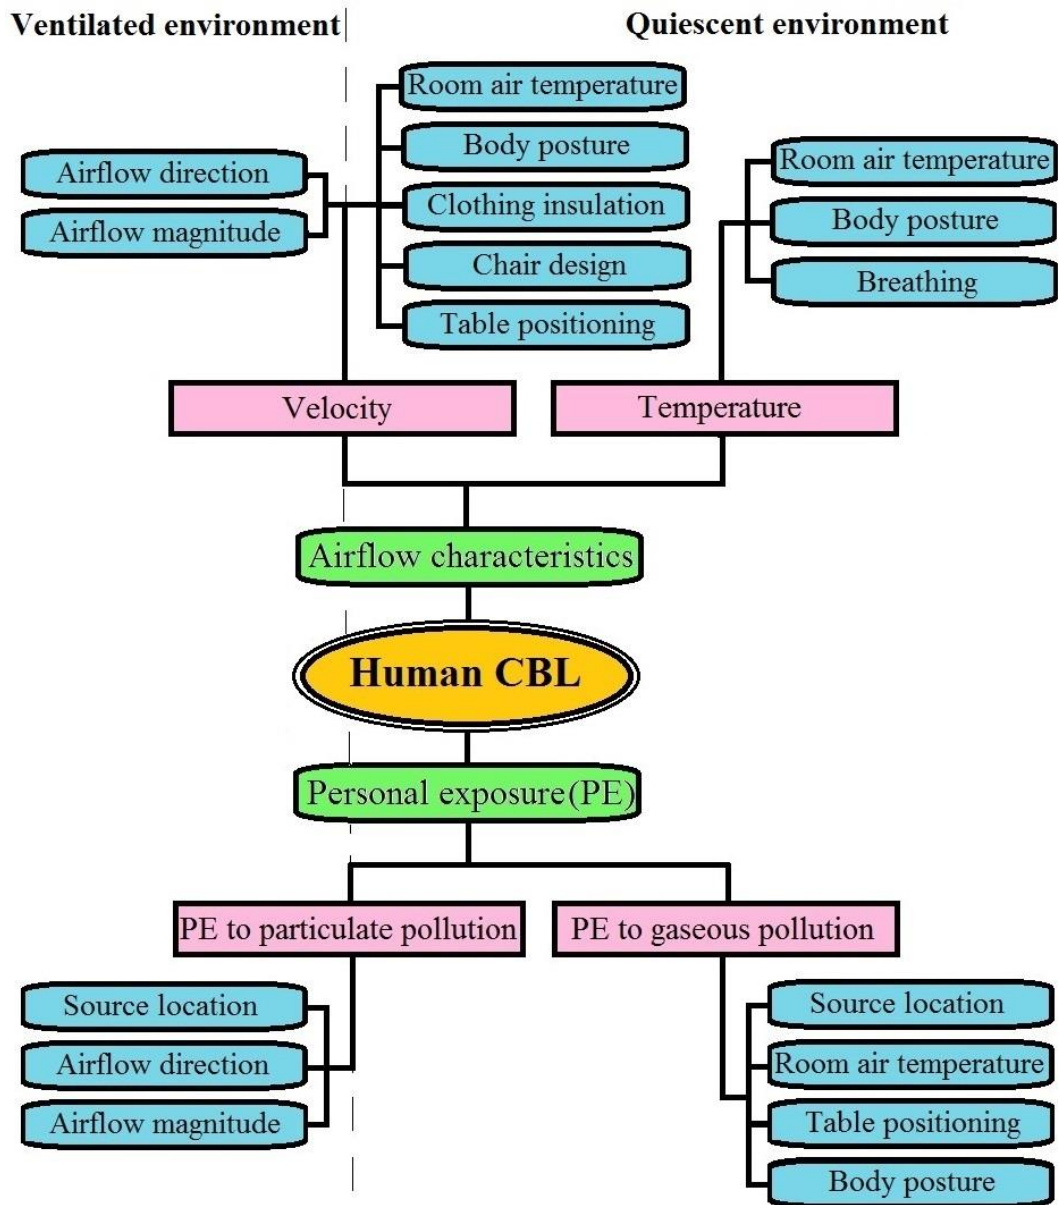 Ventilated environment
Quiescent environment
Room air temperature
Body posture
Clothing insulation
Chair design
Table positioning
Airflow direction
Airflow magnitude
Room air temperature
Body posture
Breathing
Velocity
Temperature
Airflow characteristics
Human CBL
Personal exposure(PE)
PE to particulate pollution
PE to gaseous pollution
Source location
Airflow direction
Airflow magnitude
Source location
Room air temperature
Table positioning
Body posture